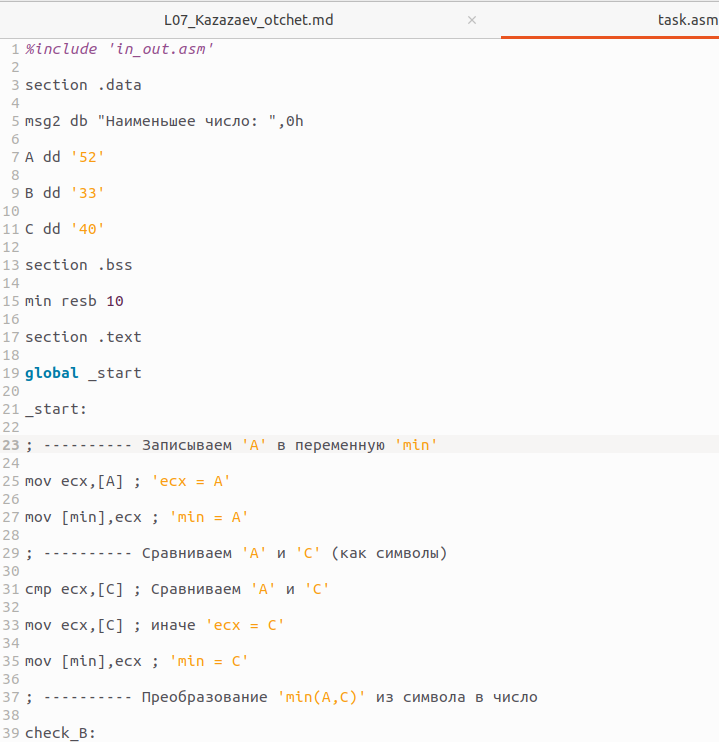 L07_Kazazaev_otchet.md × task.asm
1 %include 'in_out.asm'
2
3 section .data
4
5 msg2 db "Наименьшее число: ",0h
6
7 A dd '52'
8
9 B dd '33'
10
11 C dd '40'
12
13 section .bss
14
15 min resb 10
16
17 section .text
18
19 global _start
20
21 _start:
22
23 ; ---------- Записываем 'A' в переменную 'min'
24
25 mov ecx,[A] ; 'ecx = A'
26
27 mov [min],ecx ; 'min = A'
28
29 ; ---------- Сравниваем 'A' и 'C' (как символы)
30
31 cmp ecx,[C] ; Сравниваем 'A' и 'C'
32
33 mov ecx,[C] ; иначе 'ecx = C'
34
35 mov [min],ecx ; 'min = C'
36
37 ; ---------- Преобразование 'min(A,C)' из символа в число
38
39 check_B: